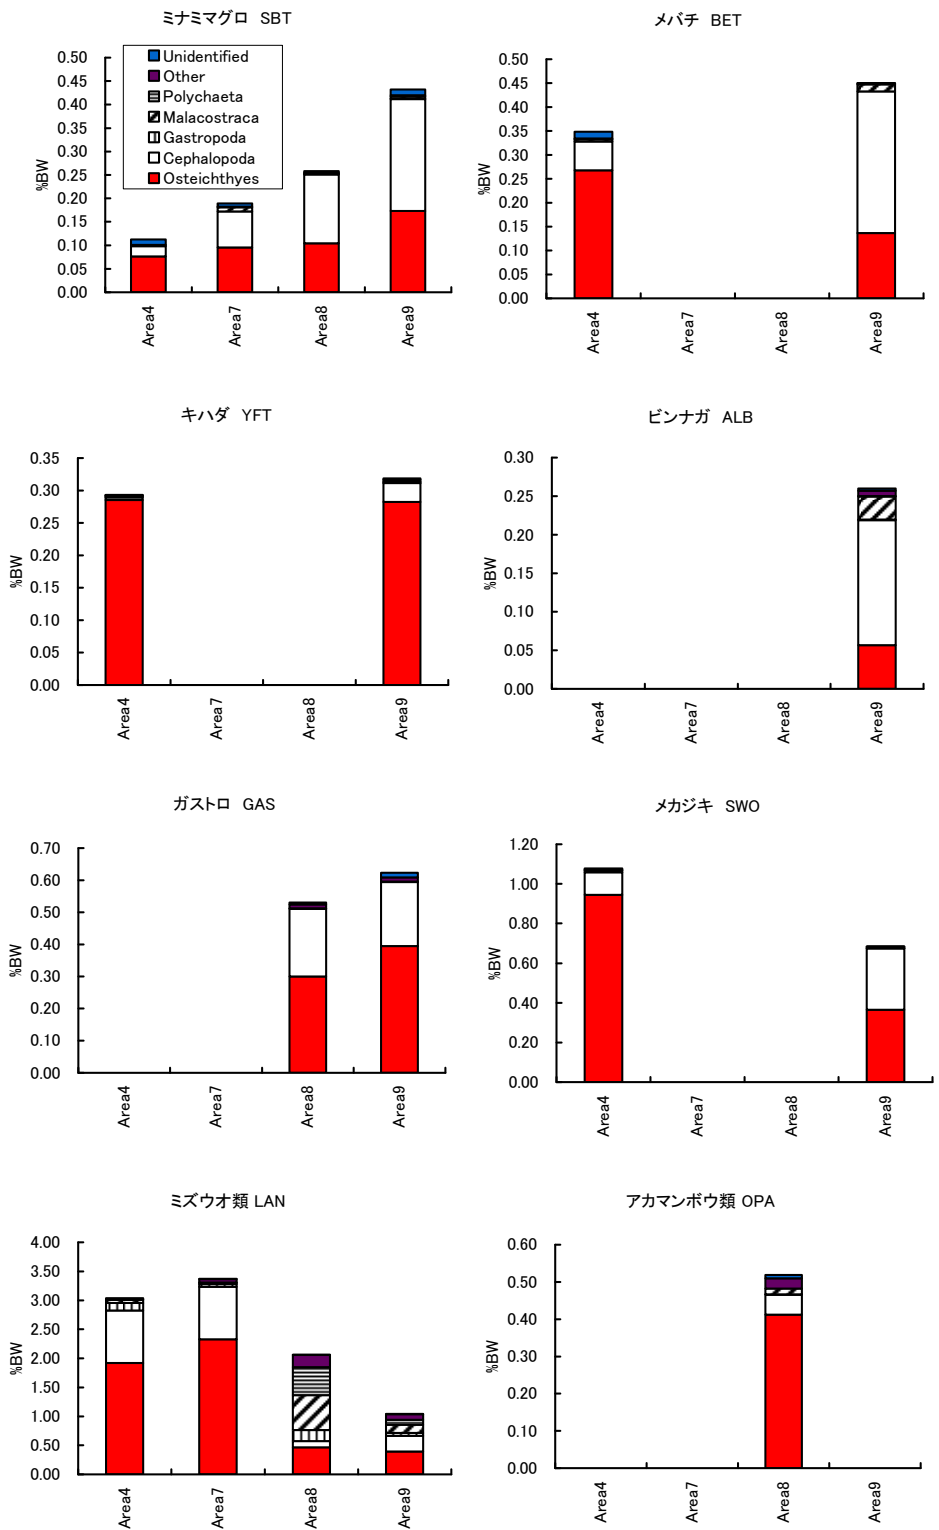 ミナミマグロ SBT
%BW
0.50
0.45
0.40
0.35
0.30
0.25
0.20
0.15
0.10
0.05
0.00
Unidentified
Other
Polychaeta
Malacostraca
Gastropoda
Cephalopoda
Osteichthyes
Area4
Area7
Area8
Area9
メバチ BET
%BW
0.50
0.45
0.40
0.35
0.30
0.25
0.20
0.15
0.10
0.05
0.00
Area4
Area7
Area8
Area9
キハダ YFT
%BW
0.35
0.30
0.25
0.20
0.15
0.10
0.05
0.00
Area4
Area7
Area8
Area9
ビンナガ ALB
%BW
0.30
0.25
0.20
0.15
0.10
0.05
0.00
Area4
Area7
Area8
Area9
ガストロ GAS
%BW
0.70
0.60
0.50
0.40
0.30
0.20
0.10
0.00
Area4
Area7
Area8
Area9
メカジキ SWO
%BW
1.20
1.00
0.80
0.60
0.40
0.20
0.00
Area4
Area7
Area8
Area9
ミズウオ類 LAN
%BW
4.00
3.50
3.00
2.50
2.00
1.50
1.00
0.50
0.00
Area4
Area7
Area8
Area9
アカマンボウ類 OPA
%BW
0.60
0.50
0.40
0.30
0.20
0.10
0.00
Area4
Area7
Area8
Area9